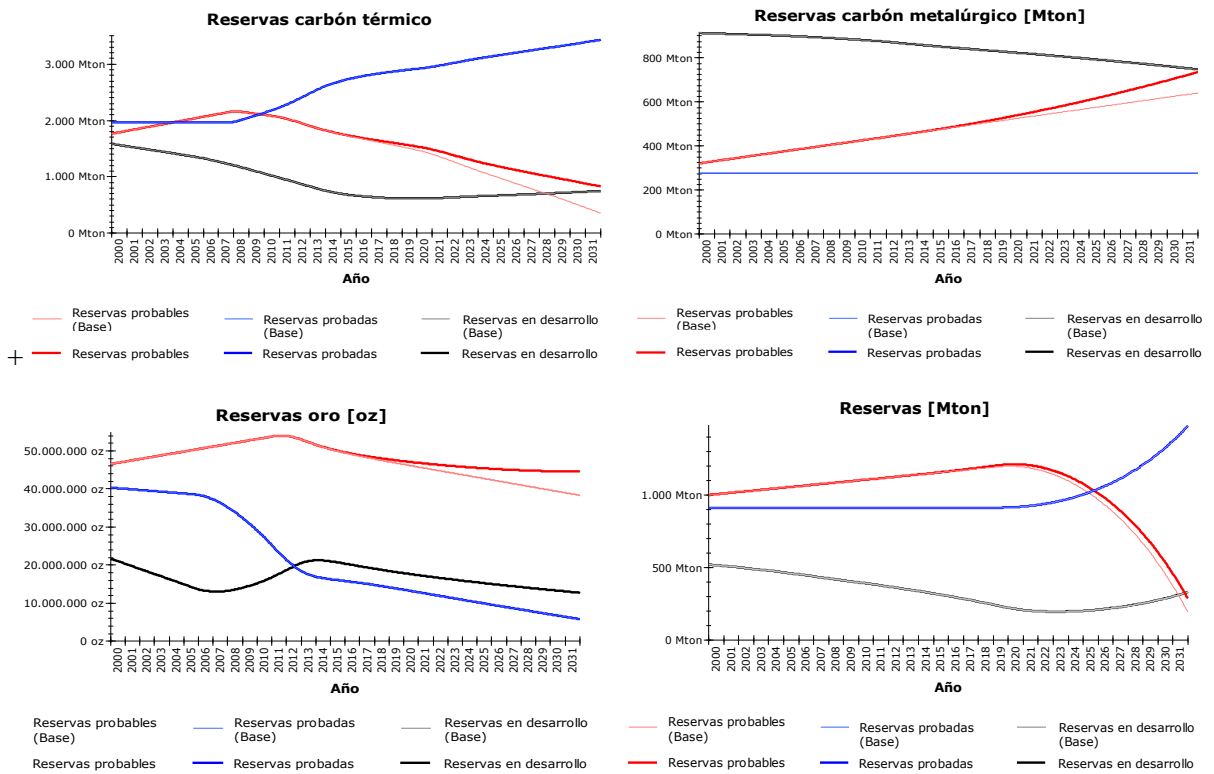 Reservas carbón térmico
3.000 Mton
2.000 Mton
1.000 Mton
0 Mton
2000 2001 2002 2003 2004 2005 2006 2007 2008 2009 2010 2011 2012 2013 2014 2015 2016 2017 2018 2019 2020 2021 2022 2023 2024 2025 2026 2027 2028 2029 2030 2031
Año
Reservas probables
(Base)
Reservas probadas
(Base)
Reservas en desarrollo
(Base)
+
Reservas probables
Reservas probadas
Reservas en desarrollo
Reservas carbón metalúrgico [Mton]
800 Mton
600 Mton
400 Mton
200 Mton
0 Mton
2000 2001 2002 2003 2004 2005 2006 2007 2008 2009 2010 2011 2012 2013 2014 2015 2016 2017 2018 2019 2020 2021 2022 2023 2024 2025 2026 2027 2028 2029 2030 2031
Año
Reservas probables
(Base)
Reservas probadas
(Base)
Reservas en desarrollo
(Base)
Reservas probables
Reservas probadas
Reservas en desarrollo
Reservas oro [oz]
50.000.000 oz
40.000.000 oz
30.000.000 oz
20.000.000 oz
10.000.000 oz
0 oz
2000 2001 2002 2003 2004 2005 2006 2007 2008 2009 2010 2011 2012 2013 2014 2015 2016 2017 2018 2019 2020 2021 2022 2023 2024 2025 2026 2027 2028 2029 2030 2031
Año
Reservas probables
(Base)
Reservas probadas
(Base)
Reservas en desarrollo
(Base)
Reservas probables
Reservas probadas
Reservas en desarrollo
Reservas [Mton]
1.000 Mton
500 Mton
0 Mton
2000 2001 2002 2003 2004 2005 2006 2007 2008 2009 2010 2011 2012 2013 2014 2015 2016 2017 2018 2019 2020 2021 2022 2023 2024 2025 2026 2027 2028 2029 2030 2031
Año
Reservas probables
(Base)
Reservas probadas
(Base)
Reservas en desarrollo
(Base)
Reservas probables
Reservas probadas
Reservas en desarrollo